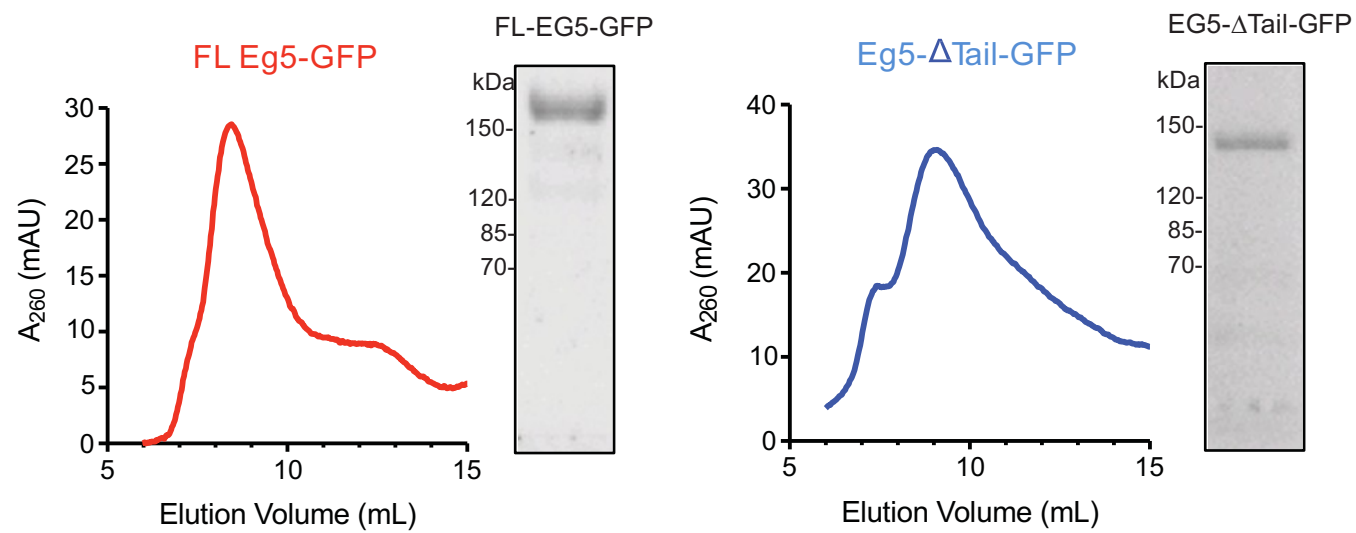 FL Eg5-GFP
30
25
20
15
10
5
0
A260 (mAU)
5 10 15
Elution Volume (mL)
FL-EG5-GFP
kDa
150-
120-
85-
70-
Eg5-ΔTail-GFP
40
30
20
10
0
A260 (mAU)
5 10 15
Elution Volume (mL)
EG5-ΔTail-GFP
kDa
150-
120-
85-
70-